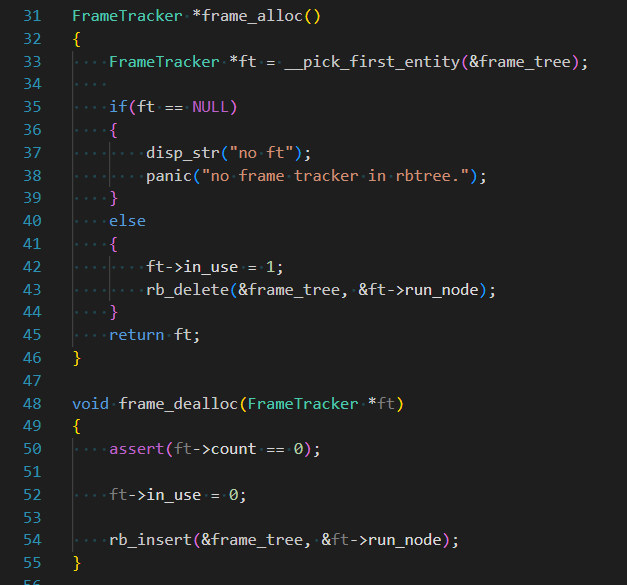 31 FrameTracker *frame_alloc()
32 {
33     FrameTracker *ft = __pick_first_entity(&frame_tree);
34
35     if(ft == NULL)
36     {
37         disp_str("no ft");
38         panic("no frame tracker in rbtree.");
39     }
40     else
41     {
42         ft->in_use = 1;
43         rb_delete(&frame_tree, &ft->run_node);
44     }
45     return ft;
46 }
47
48 void frame_dealloc(FrameTracker *ft)
49 {
50     assert(ft->count == 0);
51
52     ft->in_use = 0;
53
54     rb_insert(&frame_tree, &ft->run_node);
55 }
56